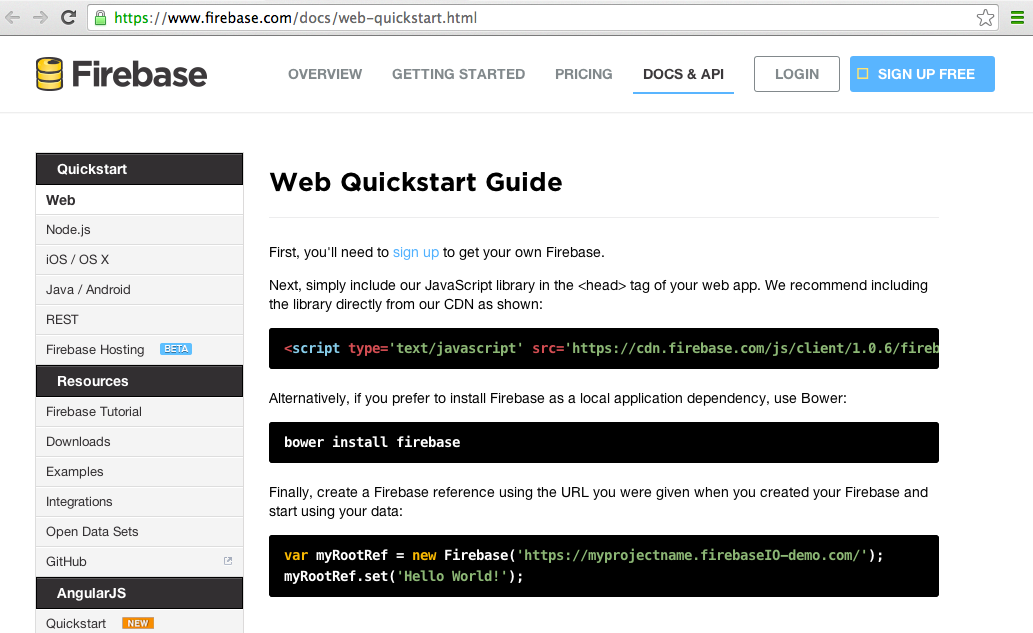 https://www.firebase.com/docs/web-quickstart.html
Firebase
OVERVIEW
GETTING STARTED
PRICING
DOCS & API
LOGIN
SIGN UP FREE
Quickstart
Web
Node.js
iOS / OS X
Java / Android
REST
Firebase Hosting BETA
Resources
Firebase Tutorial
Downloads
Examples
Integrations
Open Data Sets
GitHub
AngularJS
Quickstart NEW
Web Quickstart Guide
First, you'll need to sign up to get your own Firebase.
Next, simply include our JavaScript library in the <head> tag of your web app. We recommend including
the library directly from our CDN as shown:
<script type='text/javascript' src='https://cdn.firebase.com/js/client/1.0.6/fireb
Alternatively, if you prefer to install Firebase as a local application dependency, use Bower:
bower install firebase
Finally, create a Firebase reference using the URL you were given when you created your Firebase and
start using your data:
var myRootRef = new Firebase('https://myprojectname.firebaseIO-demo.com/');
myRootRef.set('Hello World!');